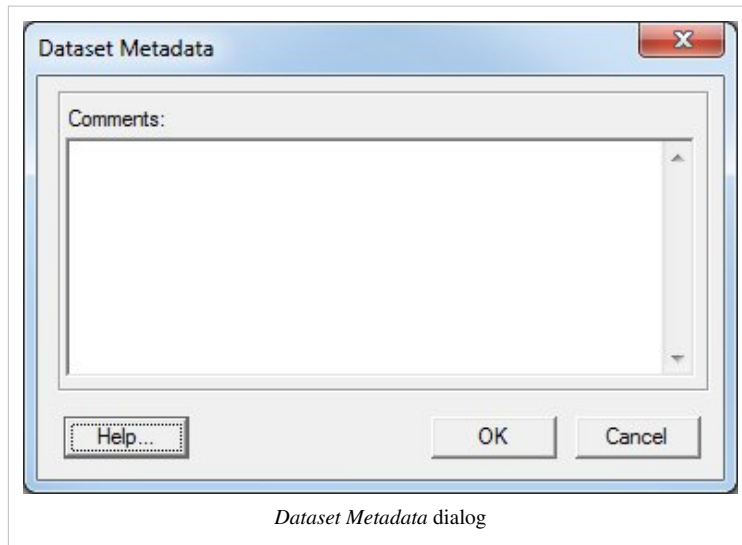 Dataset Metadata
Comments:
Help...
OK Cancel
Dataset Metadata dialog